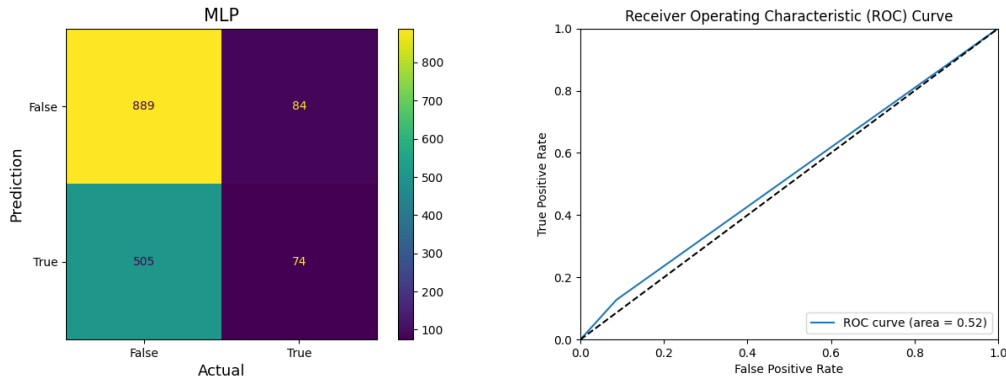 MLP
False
True
Prediction
889
84
505
74
False
True
Actual
800
700
600
500
400
300
200
100
Receiver Operating Characteristic (ROC) Curve
1.0
0.8
0.6
0.4
0.2
0.0
True Positive Rate
ROC curve (area = 0.52)
0.0
0.2
0.4
0.6
0.8
1.0
False Positive Rate